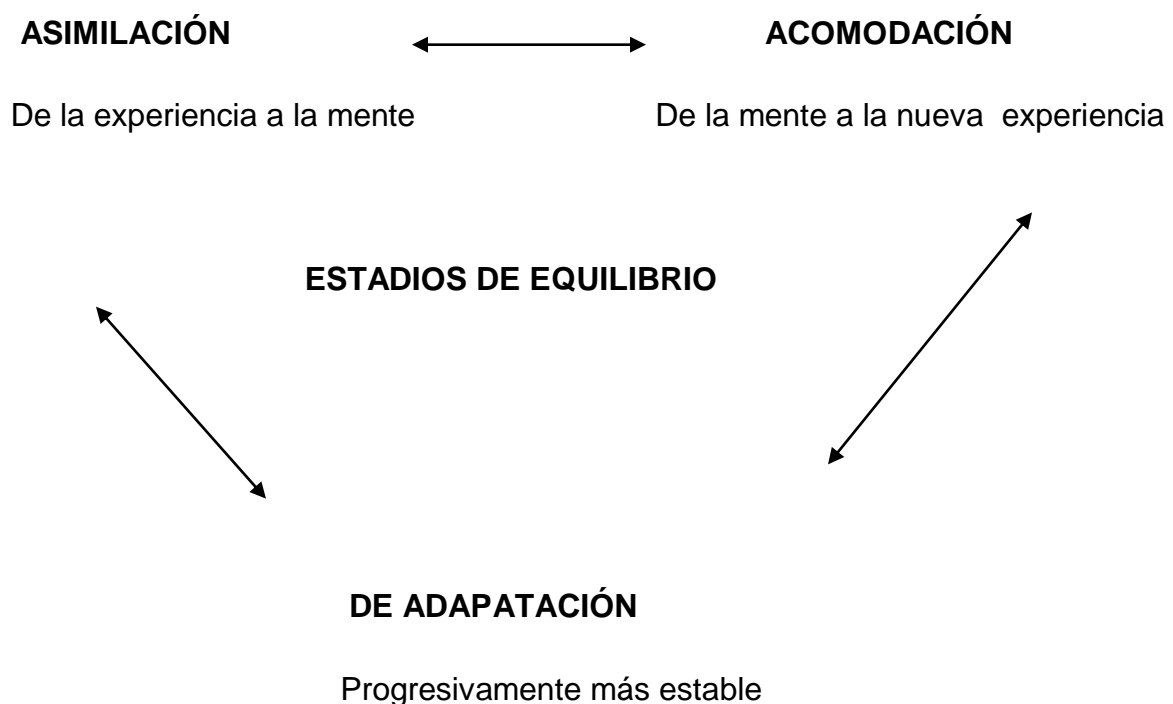 ASIMILACIÓN ACOMODACIÓN
De la experiencia a la mente De la mente a la nueva experiencia
ESTADIOS DE EQUILIBRIO
DE ADAPATACIÓN
Progresivamente más estable